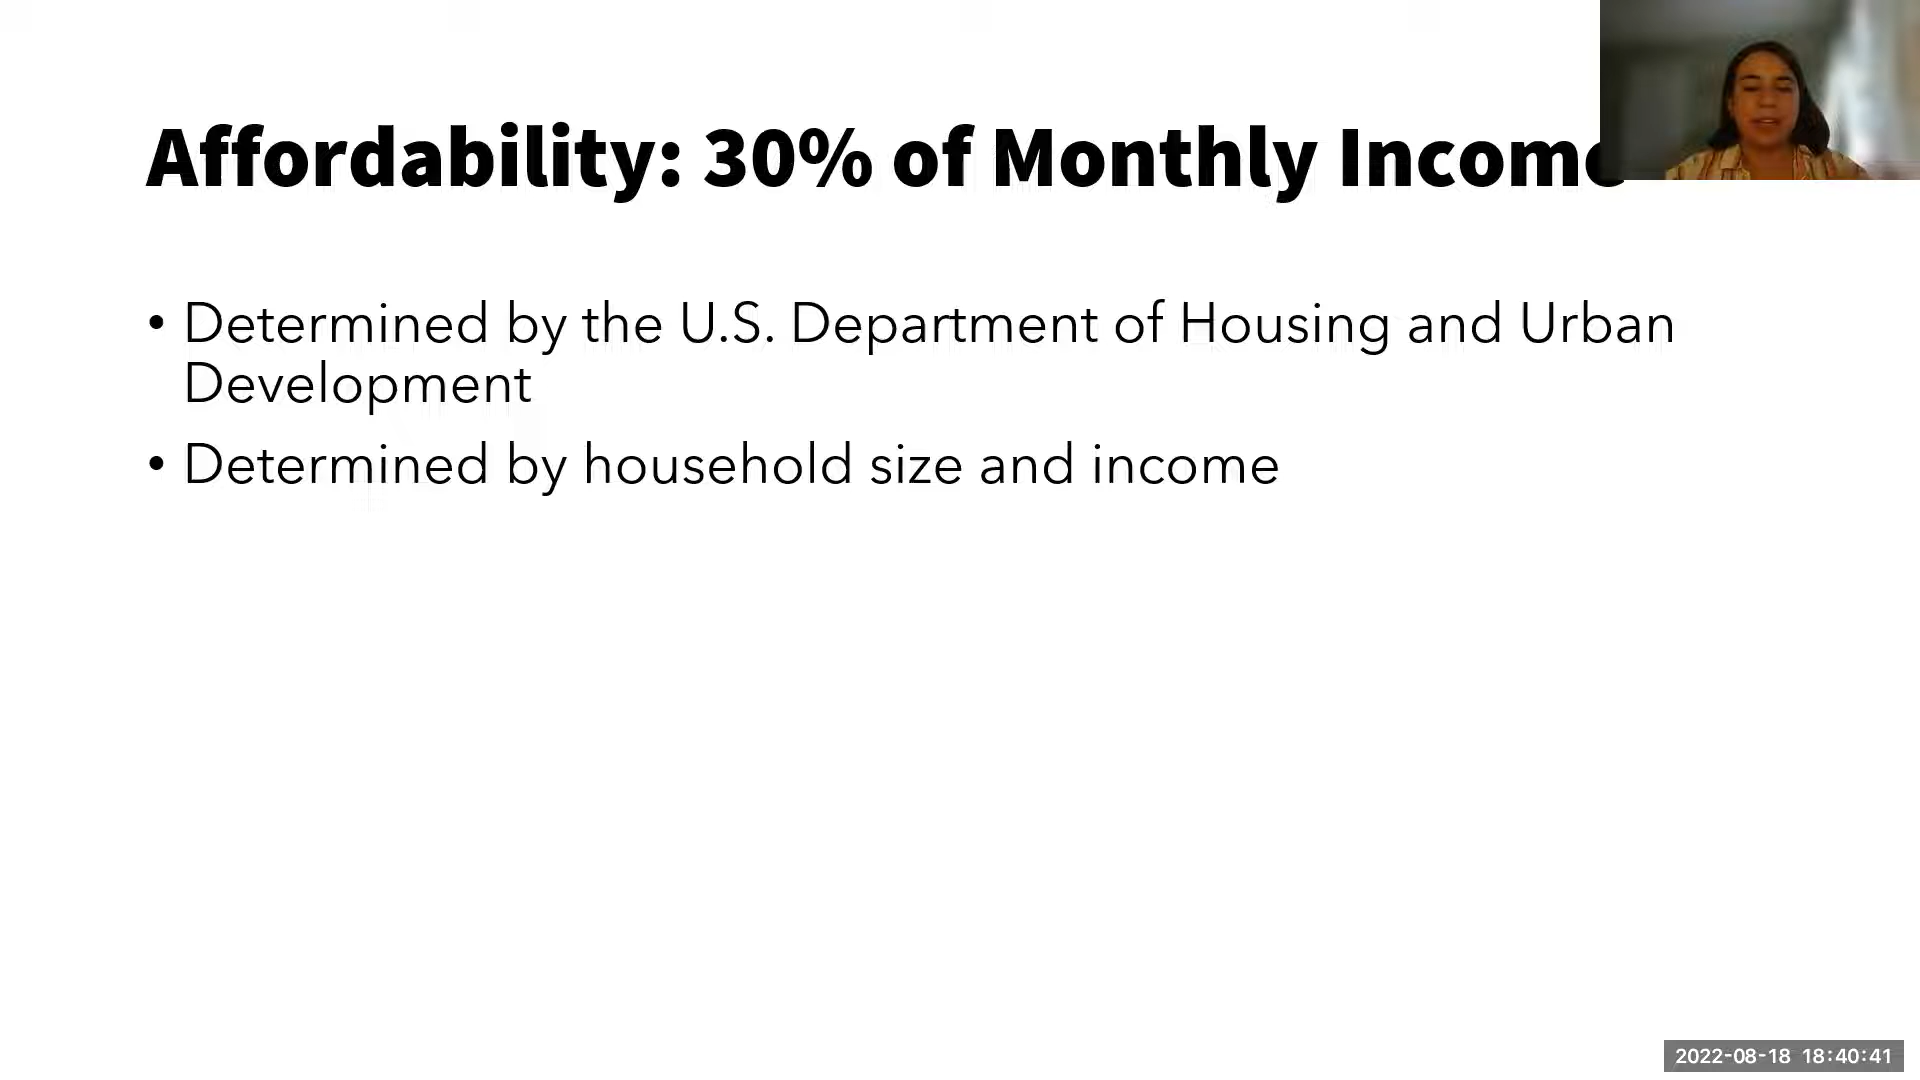 Affordability: 30% of Monthly Income
• Determined by the U.S. Department of Housing and Urban
Development
• Determined by household size and income
2022-08-18 18:40:41